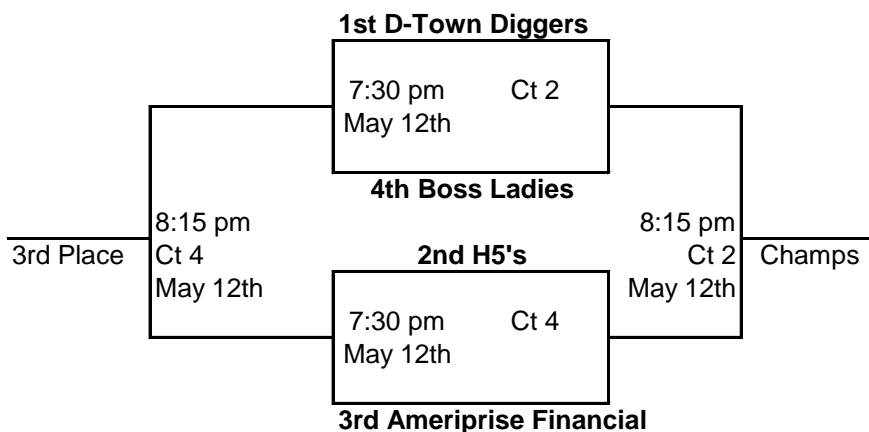 1st D-Town Diggers
7:30 pm Ct 2
May 12th
4th Boss Ladies
8:15 pm
3rd Place Ct 4
May 12th
2nd H5's
7:30 pm Ct 4
May 12th
3rd Ameriprise Financial
8:15 pm
Ct 2 Champs
May 12th